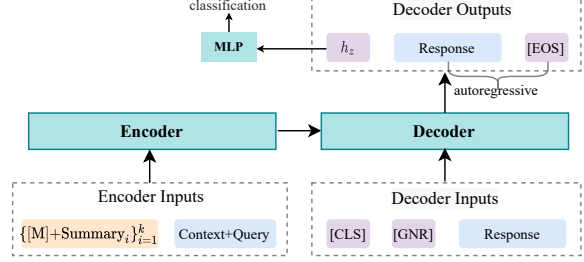 classification
Decoder Outputs
MLP
h_z
Response
[EOS]
autoregressive
Encoder
Decoder
Encoder Inputs
Decoder Inputs
{[M]+Summary_i}_{i=1}^k
Context+Query
[CLS]
[GNR]
Response